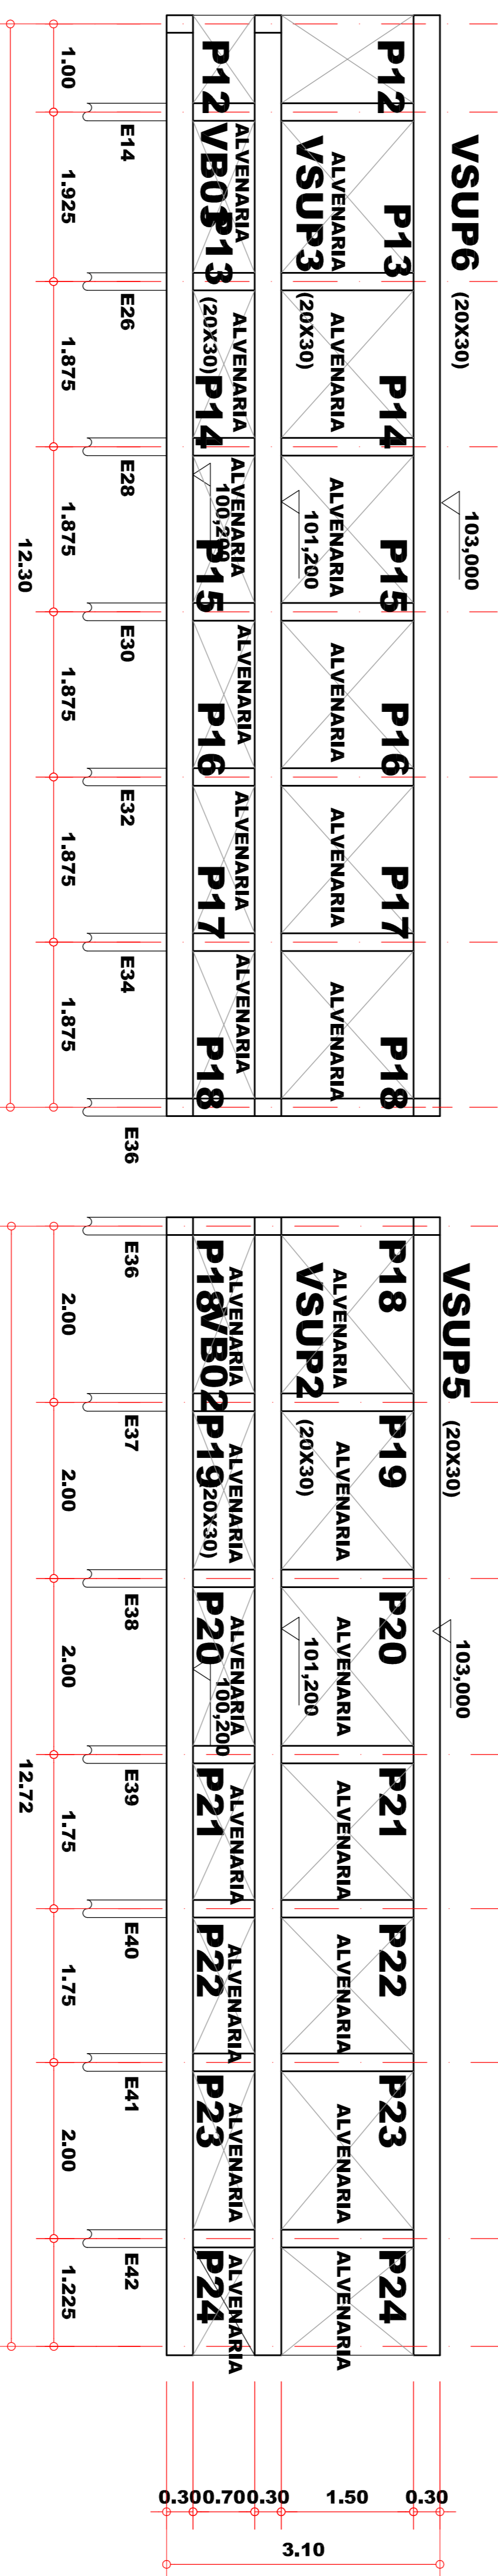 VSUP6 (20X30)
103,000
P12 P13 P14 P15 P16 P17 P18
ALVENARIA ALVENARIA ALVENARIA ALVENARIA ALVENARIA ALVENARIA
VSUP3 (20X30)
101,200
ALVENARIA ALVENARIA ALVENARIA ALVENARIA ALVENARIA ALVENARIA
P12 VB03 P13 (20X30) P14 P15 P16 P17 P18
100,200
E14 E26 E28 E30 E32 E34 E36
1.00 1.925 1.875 1.875 1.875 1.875 1.875
12.30
VSUP5 (20X30)
103,000
P18 P19 P20 P21 P22 P23 P24
ALVENARIA ALVENARIA ALVENARIA ALVENARIA ALVENARIA ALVENARIA ALVENARIA
VSUP2 (20X30)
101,200
ALVENARIA ALVENARIA ALVENARIA ALVENARIA ALVENARIA ALVENARIA ALVENARIA
P18 VB02 P19 (20X30) P20 P21 P22 P23 P24
100,200
E36 E37 E38 E39 E40 E41 E42
2.00 2.00 2.00 1.75 1.75 2.00 1.225
12.72
0.30 0.70 0.30 1.50 0.30
3.10